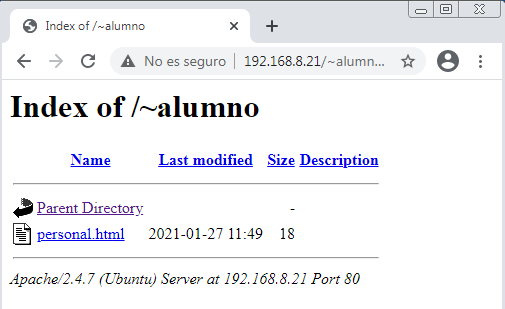 Index of /~alumno
No es seguro | 192.168.8.21/~alumn...
Index of /~alumno
Name Last modified Size Description
Parent Directory -
personal.html 2021-01-27 11:49 18
Apache/2.4.7 (Ubuntu) Server at 192.168.8.21 Port 80